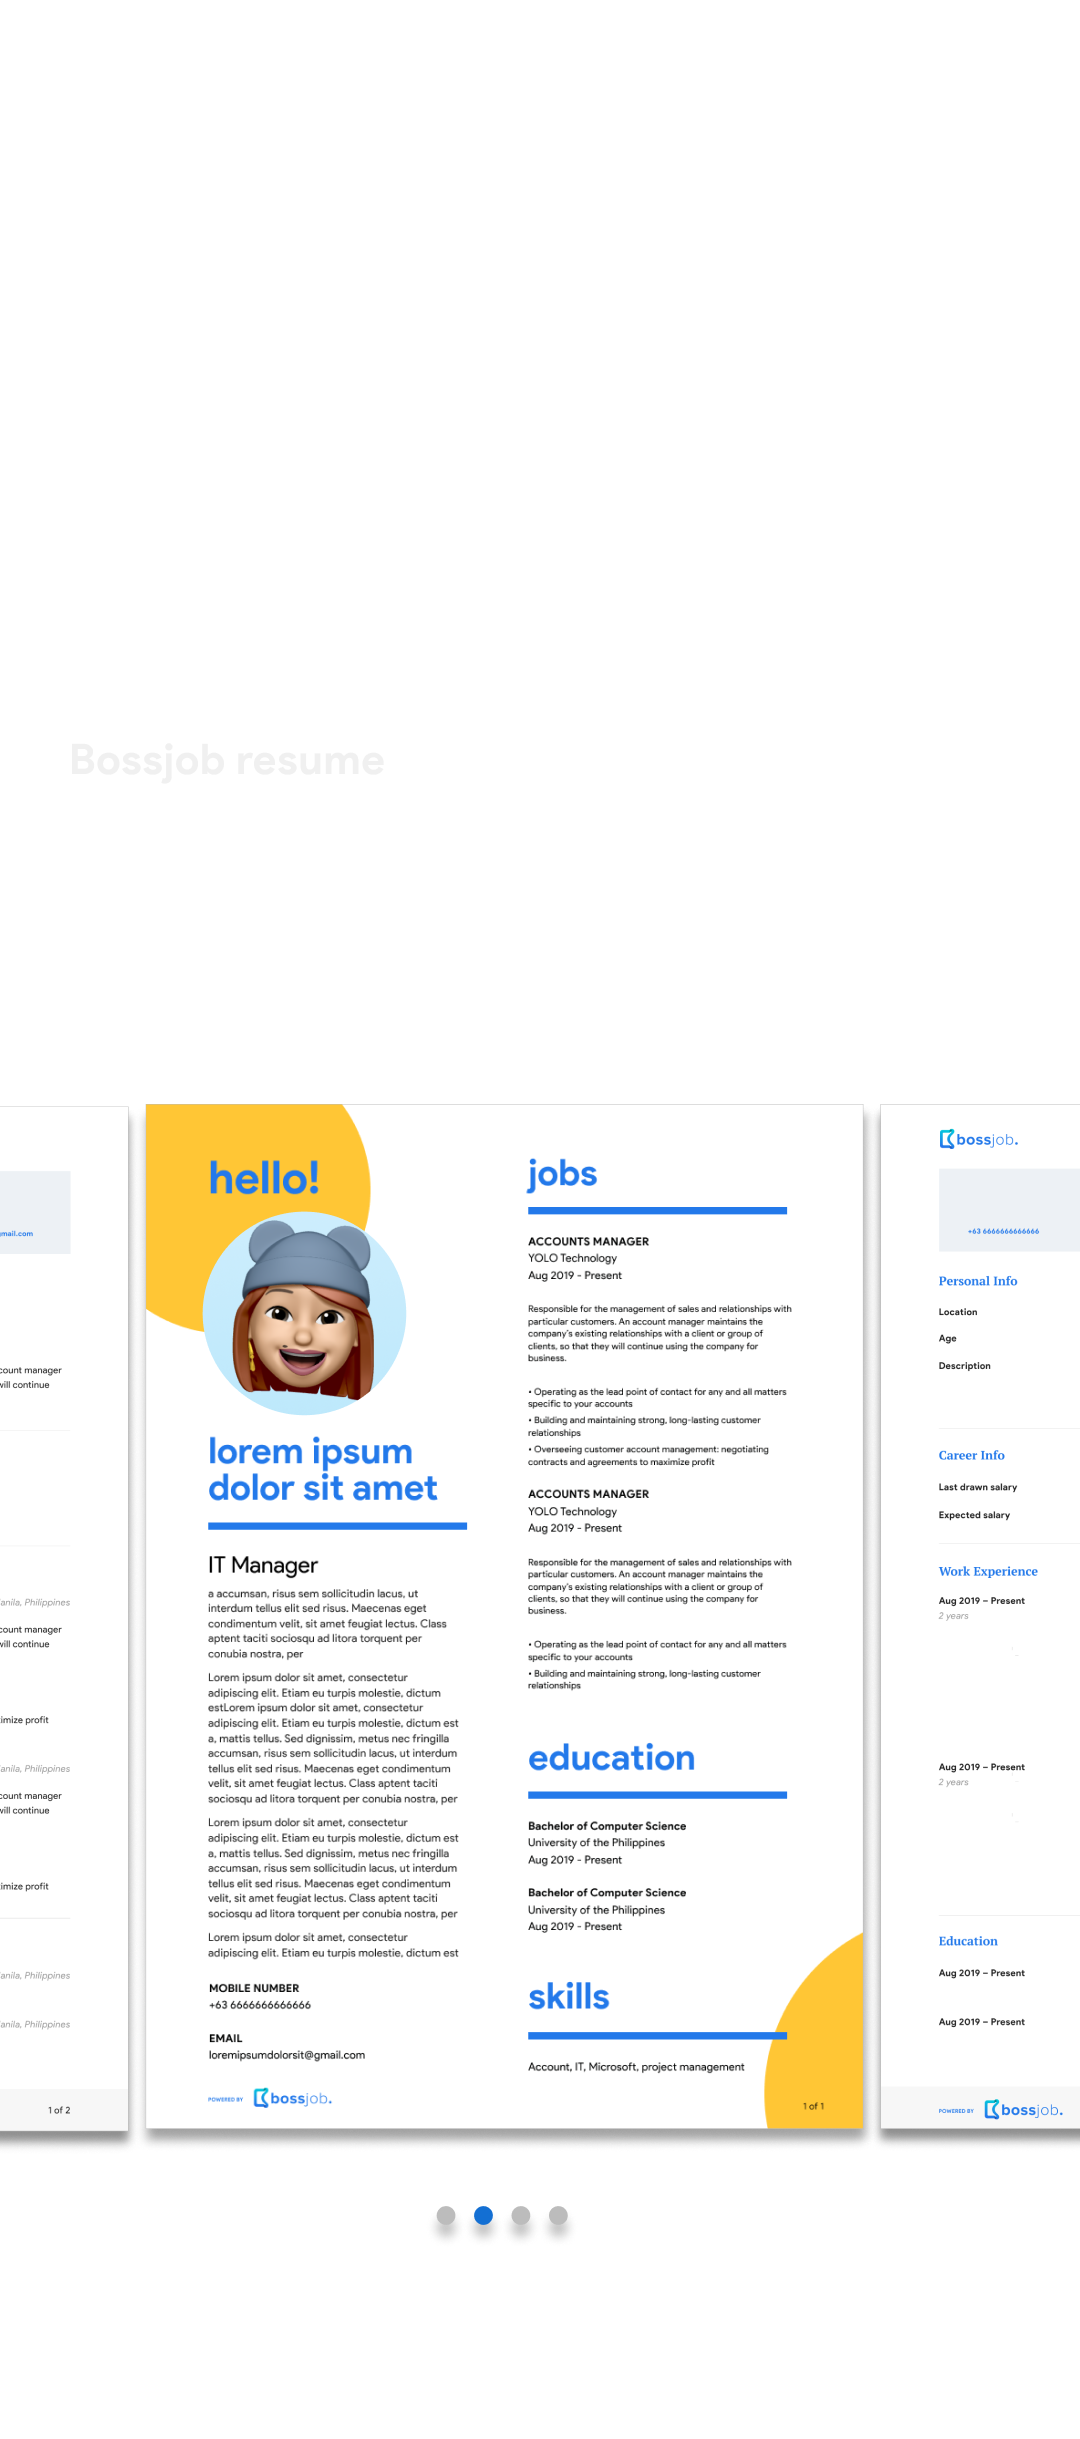 Bossjob resume
gmail.com
count manager
will continue
anila, Philippines
count manager
will continue
imize profit
anila, Philippines
count manager
will continue
imize profit
anila, Philippines
anila, Philippines
1 of 2
hello!
lorem ipsum
dolor sit amet
IT Manager
a accumsan, risus sem sollicitudin lacus, ut
interdum tellus elit sed risus. Maecenas eget
condimentum velit, sit amet feugiat lectus. Class
aptent taciti sociosqu ad litora torquent per
conubia nostra, per
Lorem ipsum dolor sit amet, consectetur
adipiscing elit. Etiam eu turpis molestie, dictum
estLorem ipsum dolor sit amet, consectetur
adipiscing elit. Etiam eu turpis molestie, dictum est
a, mattis tellus. Sed dignissim, metus nec fringilla
accumsan, risus sem sollicitudin lacus, ut interdum
tellus elit sed risus. Maecenas eget condimentum
velit, sit amet feugiat lectus. Class aptent taciti
sociosqu ad litora torquent per conubia nostra, per
Lorem ipsum dolor sit amet, consectetur
adipiscing elit. Etiam eu turpis molestie, dictum est
a, mattis tellus. Sed dignissim, metus nec fringilla
accumsan, risus sem sollicitudin lacus, ut interdum
tellus elit sed risus. Maecenas eget condimentum
velit, sit amet feugiat lectus. Class aptent taciti
sociosqu ad litora torquent per conubia nostra, per
Lorem ipsum dolor sit amet, consectetur
adipiscing elit. Etiam eu turpis molestie, dictum est
MOBILE NUMBER
+63 6666666666666
EMAIL
loremipsumdolorsit@gmail.com
POWERED BY bossjob.
jobs
ACCOUNTS MANAGER
YOLO Technology
Aug 2019 - Present
Responsible for the management of sales and relationships with
particular customers. An account manager maintains the
company's existing relationships with a client or group of
clients, so that they will continue using the company for
business.
• Operating as the lead point of contact for any and all matters
specific to your accounts
• Building and maintaining strong, long-lasting customer
relationships
• Overseeing customer account management: negotiating
contracts and agreements to maximize profit
ACCOUNTS MANAGER
YOLO Technology
Aug 2019 - Present
Responsible for the management of sales and relationships with
particular customers. An account manager maintains the
company's existing relationships with a client or group of
clients, so that they will continue using the company for
business.
• Operating as the lead point of contact for any and all matters
specific to your accounts
• Building and maintaining strong, long-lasting customer
relationships
education
Bachelor of Computer Science
University of the Philippines
Aug 2019 - Present
Bachelor of Computer Science
University of the Philippines
Aug 2019 - Present
skills
Account, IT, Microsoft, project management
1 of 1
bossjob.
+63 6666666666666
Personal Info
Location
Age
Description
Career Info
Last drawn salary
Expected salary
Work Experience
Aug 2019 – Present
2 years
Aug 2019 – Present
2 years
Education
Aug 2019 – Present
Aug 2019 – Present
POWERED BY bossjob.